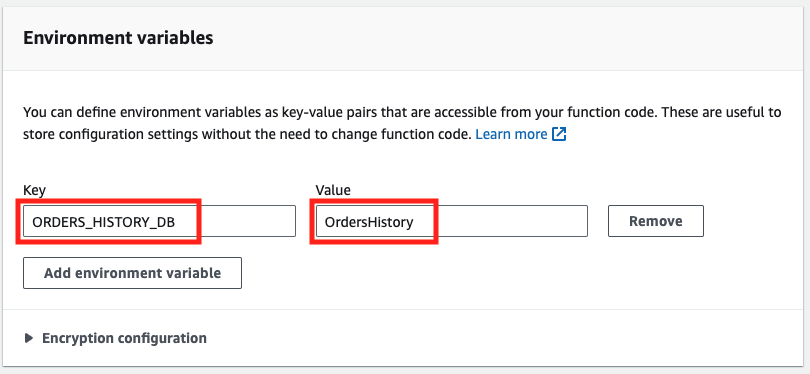 Environment variables
You can define environment variables as key-value pairs that are accessible from your function code. These are useful to
store configuration settings without the need to change function code. Learn more
Key Value
ORDERS_HISTORY_DB OrdersHistory Remove
Add environment variable
Encryption configuration